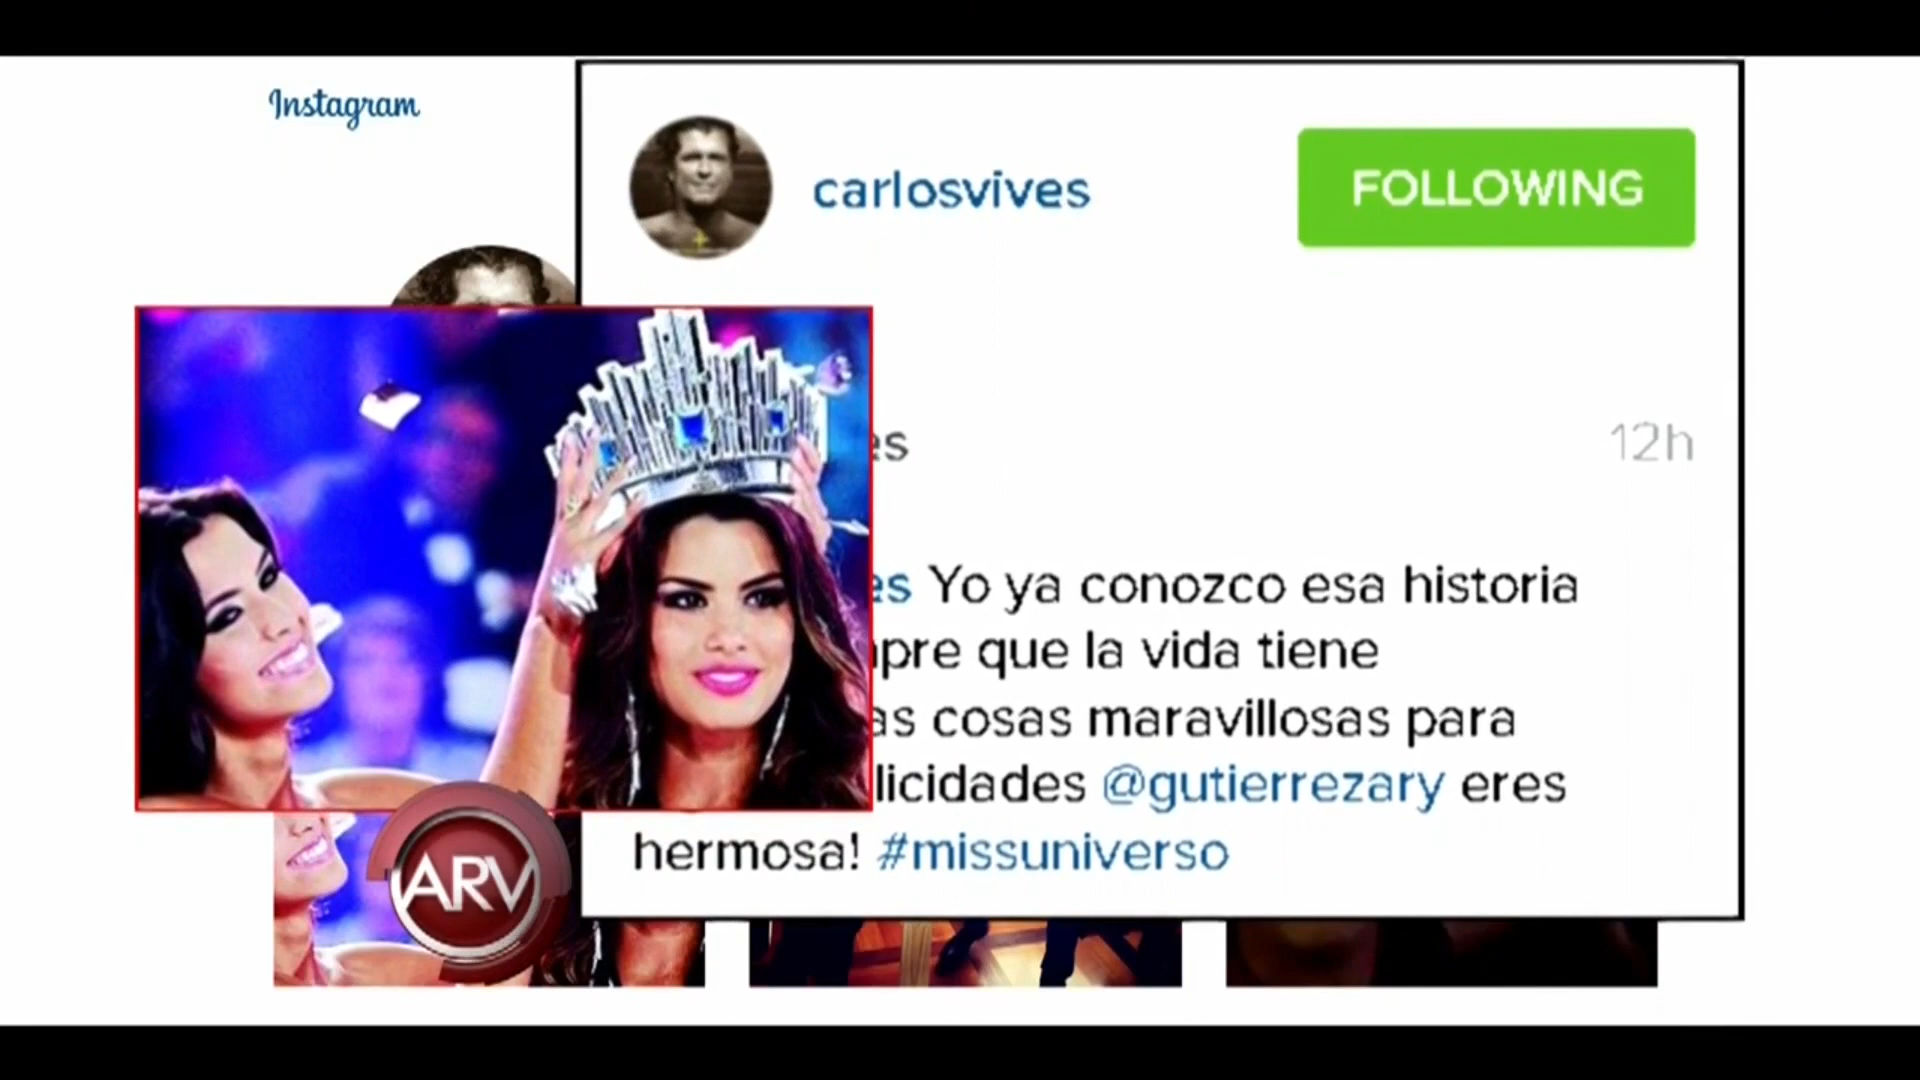 Instagram
carlosvives
FOLLOWING
12h
Yo ya conozco esa historia
que la vida tiene
cosas maravillosas para
@gutierrezary eres
hermosa! #missuniverso
ARV